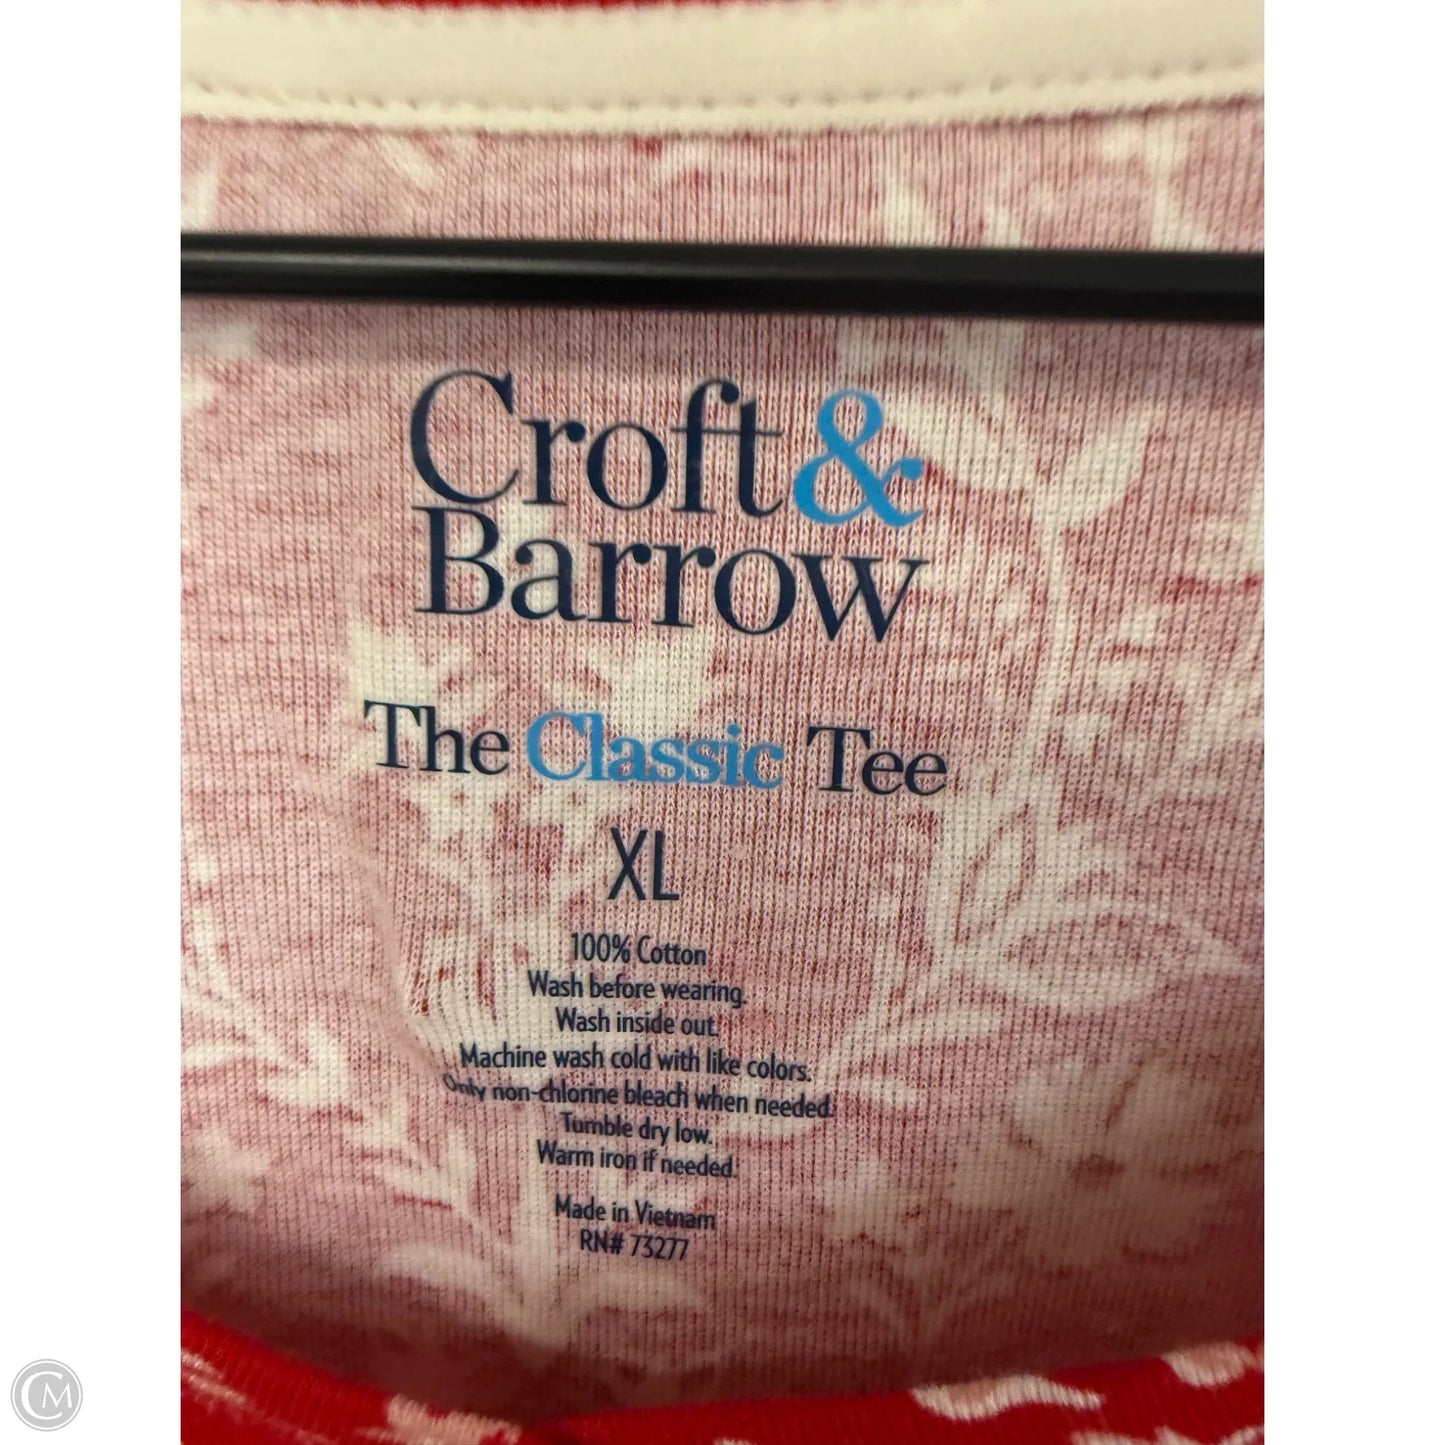 Croft&
Barrow
The Classic Tee
XL
100% Cotton
Wash before wearing.
Wash inside out.
Machine wash cold with like colors.
Only non-chlorine bleach when needed.
Tumble dry low.
Warm iron if needed.
Made in Vietnam
RN# 73277
CM